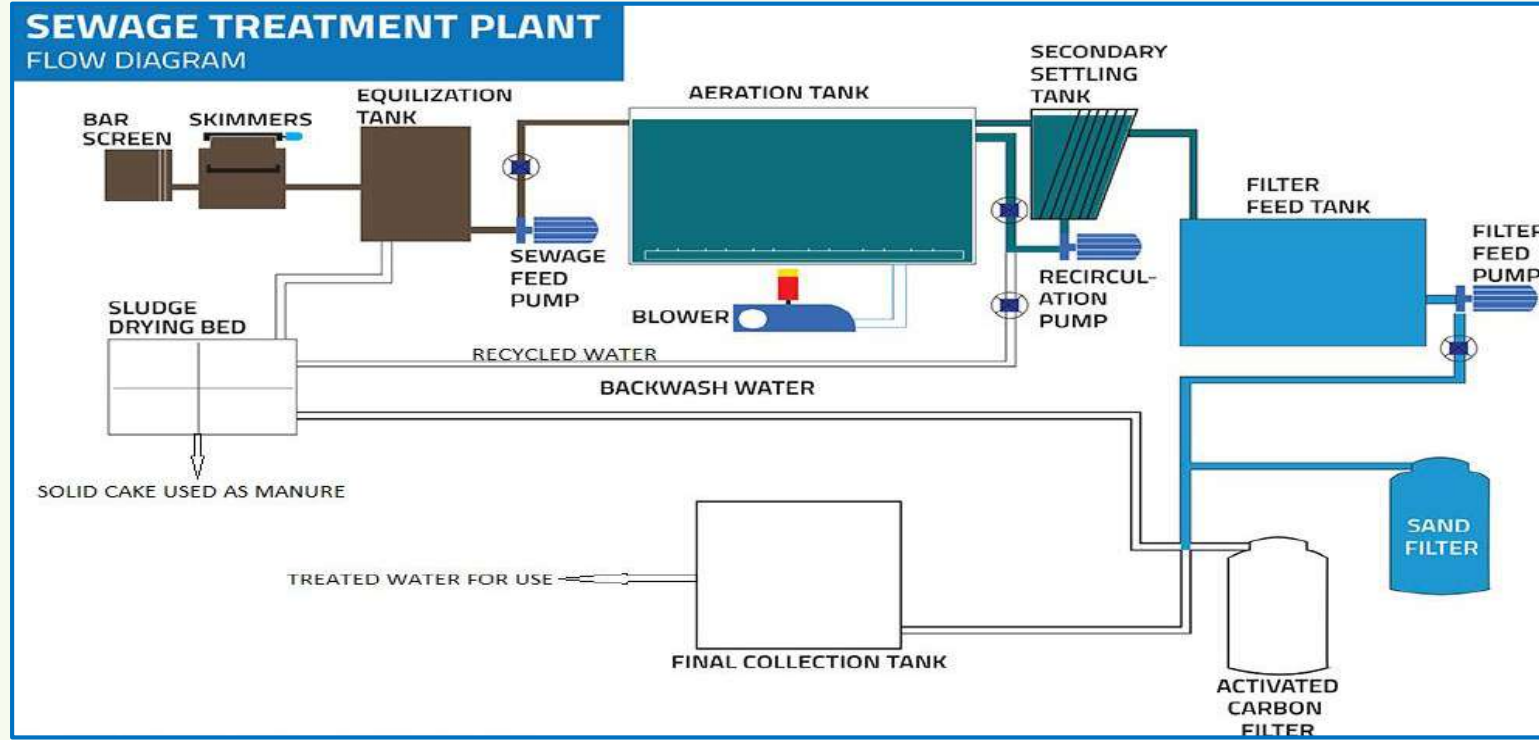 SEWAGE TREATMENT PLANT
FLOW DIAGRAM
BAR
SCREEN
SKIMMERS
EQUILIZATION
TANK
AERATION TANK
SECONDARY
SETTLING
TANK
FILTER
FEED TANK
FILTER
FEED
PUMP
SEWAGE
FEED
PUMP
BLOWER
RECIRCUL-
ATION
PUMP
SLUDGE
DRYING BED
RECYCLED WATER
BACKWASH WATER
SOLID CAKE USED AS MANURE
SAND
FILTER
TREATED WATER FOR USE
FINAL COLLECTION TANK
ACTIVATED
CARBON
FILTER